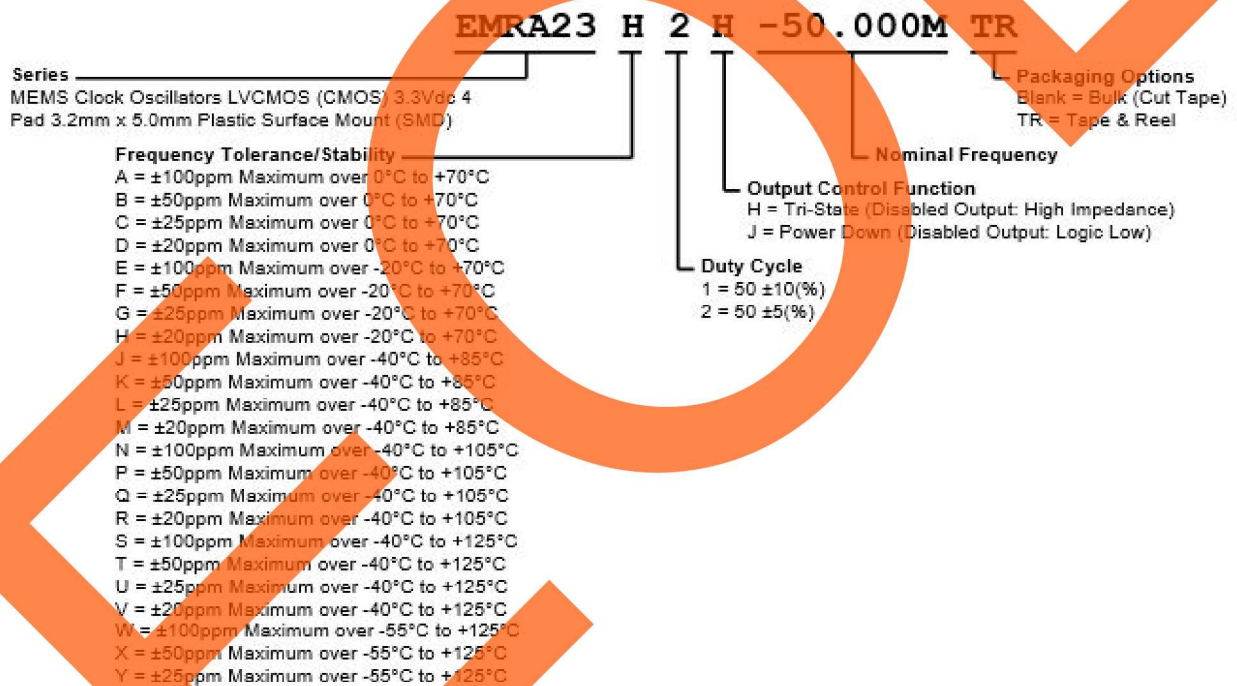 EMRA23 H 2 H -50.000M TR
Series
MEMS Clock Oscillators LVCMOS (CMOS) 3.3Vdc 4
Pad 3.2mm x 5.0mm Plastic Surface Mount (SMD)
Frequency Tolerance/Stability
A = ±100ppm Maximum over 0°C to +70°C
B = ±50ppm Maximum over 0°C to +70°C
C = ±25ppm Maximum over 0°C to +70°C
D = ±20ppm Maximum over 0°C to +70°C
E = ±100ppm Maximum over -20°C to +70°C
F = ±50ppm Maximum over -20°C to +70°C
G = ±25ppm Maximum over -20°C to +70°C
H = ±20ppm Maximum over -20°C to +70°C
J = ±100ppm Maximum over -40°C to +85°C
K = ±50ppm Maximum over -40°C to +85°C
L = ±25ppm Maximum over -40°C to +85°C
M = ±20ppm Maximum over -40°C to +85°C
N = ±100ppm Maximum over -40°C to +105°C
P = ±50ppm Maximum over -40°C to +105°C
Q = ±25ppm Maximum over -40°C to +105°C
R = ±20ppm Maximum over -40°C to +105°C
S = ±100ppm Maximum over -40°C to +125°C
T = ±50ppm Maximum over -40°C to +125°C
U = ±25ppm Maximum over -40°C to +125°C
V = ±20ppm Maximum over -40°C to +125°C
W = ±100ppm Maximum over -55°C to +125°C
X = ±50ppm Maximum over -55°C to +125°C
Y = ±25ppm Maximum over -55°C to +125°C
Packaging Options
Blank = Bulk (Cut Tape)
TR = Tape & Reel
Nominal Frequency
Output Control Function
H = Tri-State (Disabled Output: High Impedance)
J = Power Down (Disabled Output: Logic Low)
Duty Cycle
1 = 50 ±10(%)
2 = 50 ±5(%)